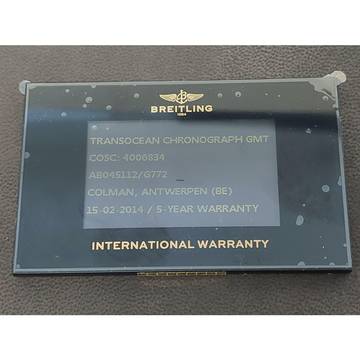 BREITLING
1884
TRANSOCEAN CHRONOGRAPH GMT
COSC: 4006834
AB045112/G772
COLMAN, ANTWERPEN (BE)
15-02-2014 / 5-YEAR WARRANTY
INTERNATIONAL WARRANTY